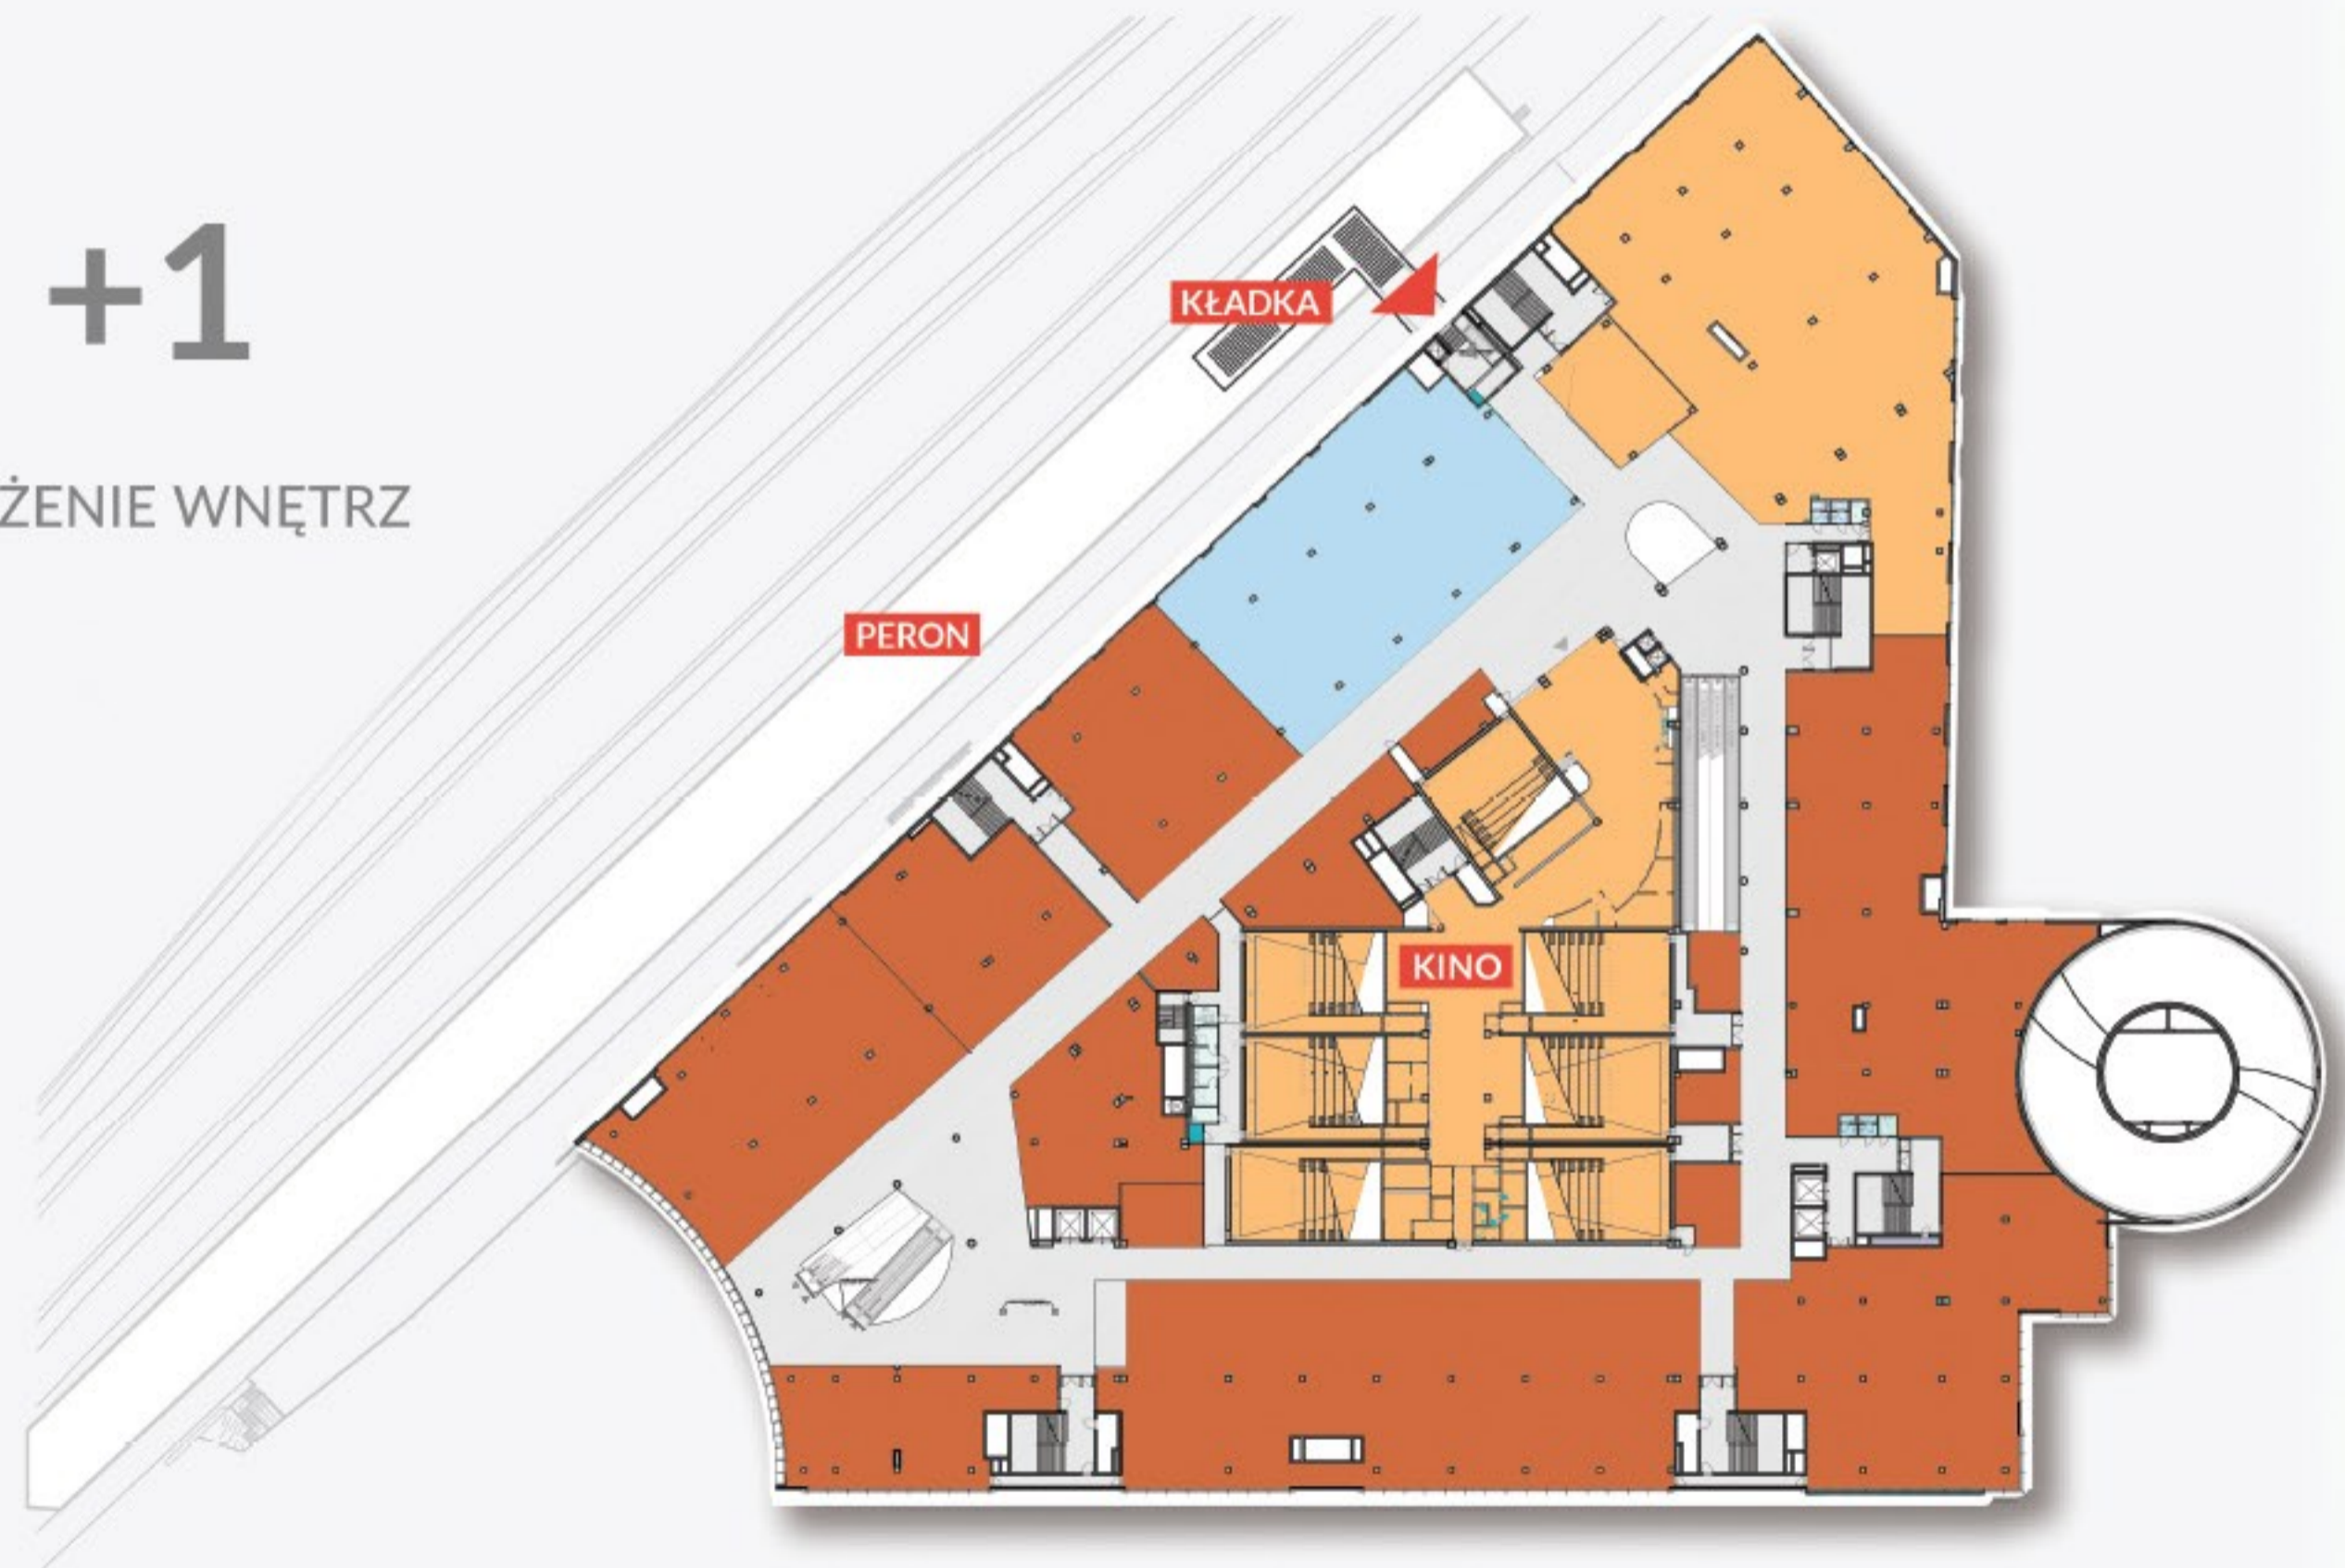 +1
ŻENIE WNĘTRZ
KŁADKA
PERON
KINO